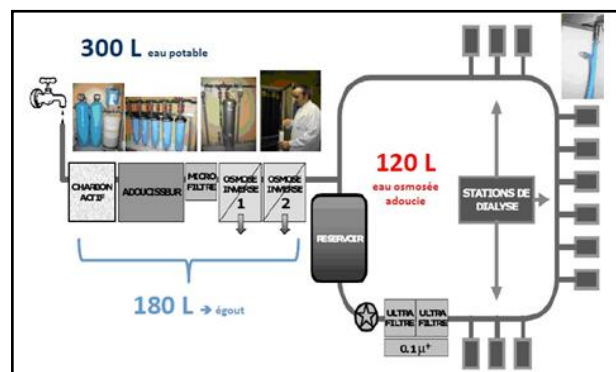 300 L eau potable
CHARBON
ACTIF
ADOUCISSEUR
MICRO
FILTRE
OSMOSE
INVERSE
1
OSMOSE
INVERSE
2
180 L → égout
RESERVOIR
120 L
eau osmosée
adoucie
STATIONS DE
DIALYSE
ULTRA
FILTRE
ULTRA
FILTRE
0.1µ+